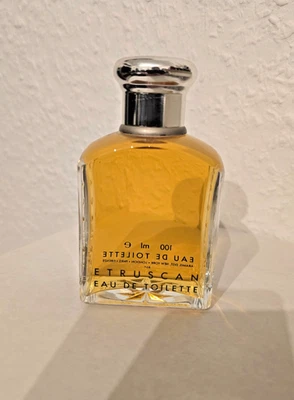 100 ml ℮
EAU DE TOILETTE
ETRUSCAN
EAU DE TOILETTE